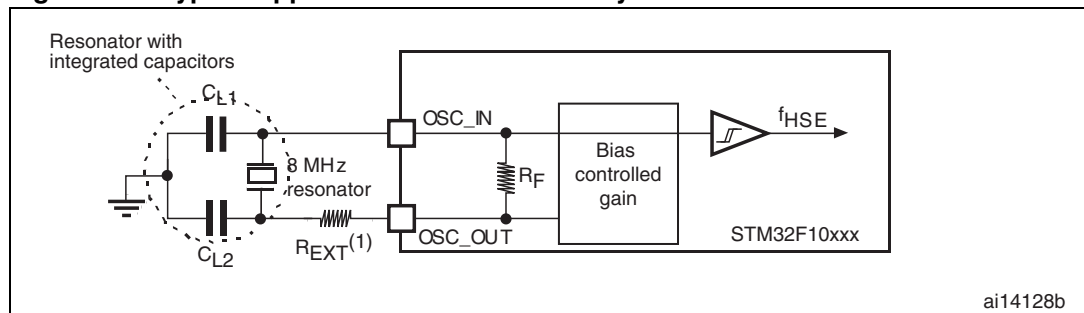 Resonator with
integrated capacitors
CL1
OSC_IN
fHSE
8 MHz
resonator
RF
Bias
controlled
gain
REXT(1)
OSC_OUT
STM32F10xxx
CL2
ai14128b